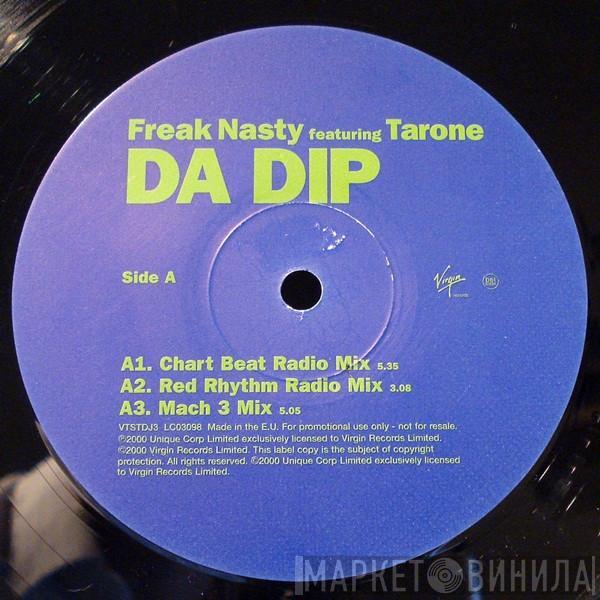 Freak Nasty featuring Tarone
DA DIP
Side A
Virgin
records
A1. Chart Beat Radio Mix 5.35
A2. Red Rhythm Radio Mix 3.08
A3. Mach 3 Mix 5.05
VTSTDJ3 LC03098 Made in the E.U. For promotional use only - not for resale.
℗2000 Unique Corp Limited exclusively licensed to Virgin Records Limited.
©2000 Virgin Records Limited. This label copy is the subject of copyright
protection. All rights reserved. ©2000 Unique Corp Limited exclusively licensed
to Virgin Records Limited.
МАРКЕТ ВИНИЛА